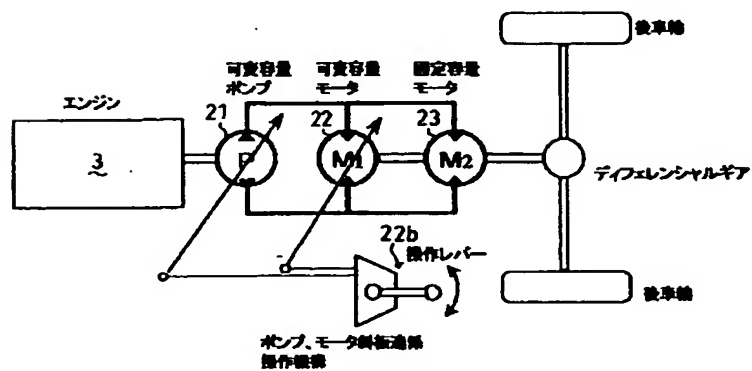 後車輪
可変容量
ポンプ
可変容量
モータ
固定容量
モータ
エンジン
21
22
23
3
P
M1
M2
ディフェレンシャルギア
22b
操作レバー
後車輪
ポンプ、モータ斜板連係
操作機構